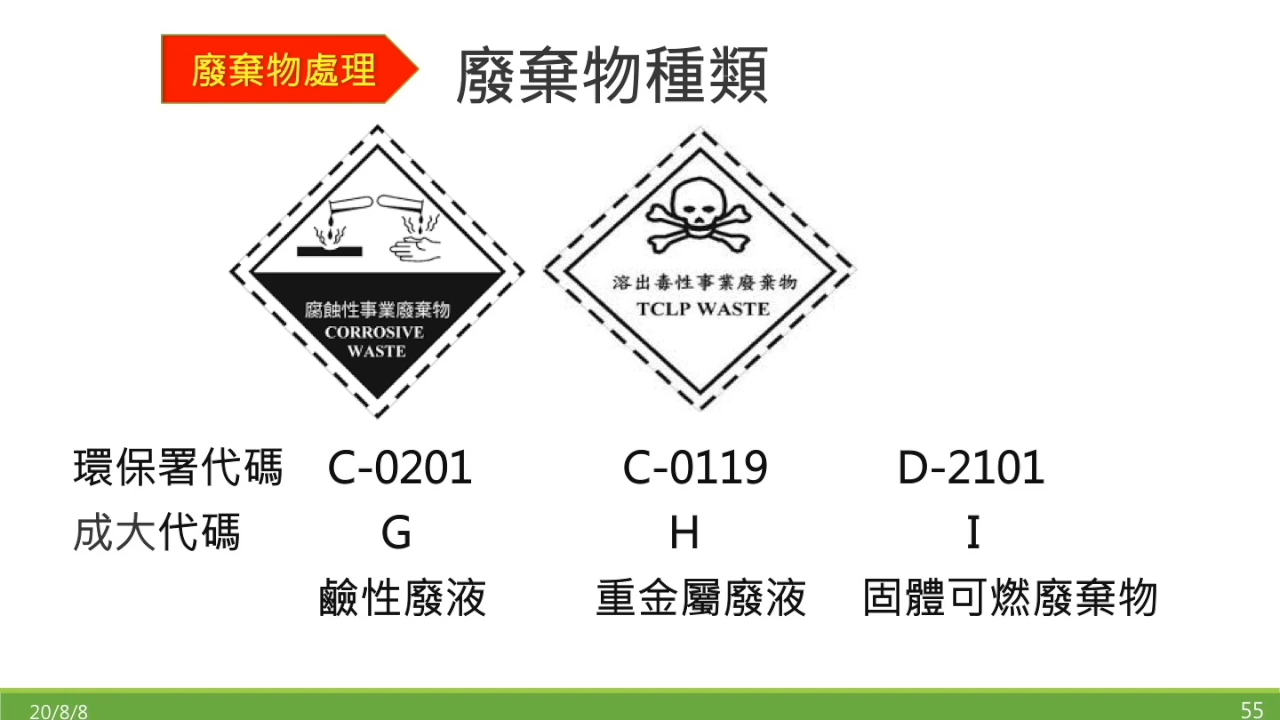 廢棄物處理
廢棄物種類
腐蝕性事業廢棄物
CORROSIVE
WASTE
溶出毒性事業廢棄物
TCLP WASTE
環保署代碼 C-0201 C-0119 D-2101
成大代碼 G H I
鹼性廢液 重金屬廢液 固體可燃廢棄物
20/8/8
55